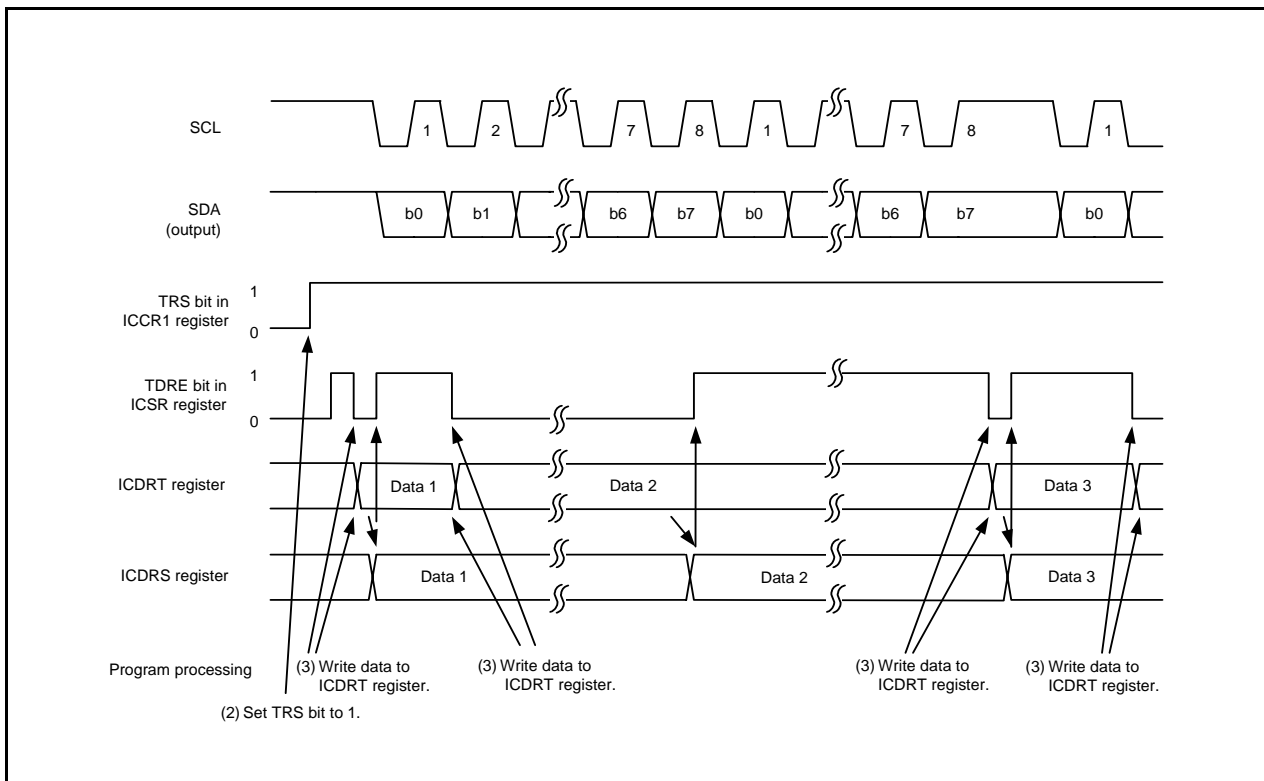 SCL
1 2 7 8 1 7 8 1
SDA
(output)
b0 b1 b6 b7 b0 b6 b7 b0
TRS bit in
ICCR1 register
1
0
TDRE bit in
ICSR register
1
0
ICDRT register
Data 1 Data 2 Data 3
ICDRS register
Data 1 Data 2 Data 3
Program processing
(3) Write data to
ICDRT register.
(3) Write data to
ICDRT register.
(3) Write data to
ICDRT register.
(3) Write data to
ICDRT register.
(2) Set TRS bit to 1.